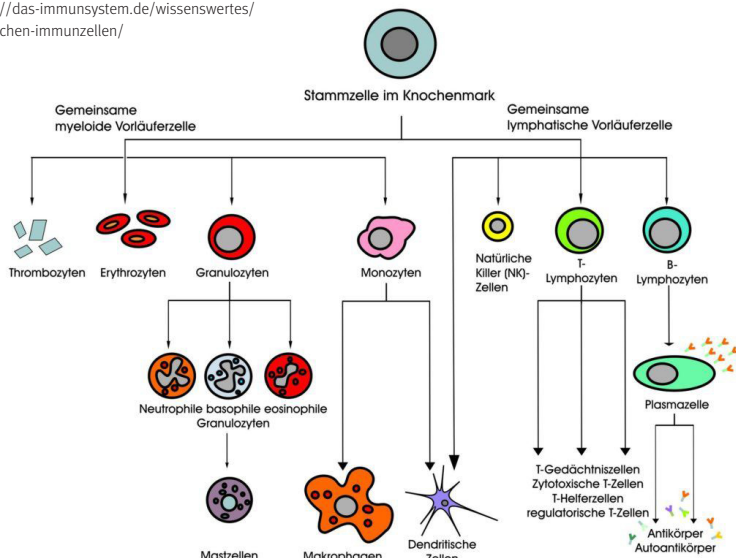 //das-immunsystem.de/wissenswertes/
chen-immunzellen/
Stammzelle im Knochenmark
Gemeinsame
myeloide Vorläuferzelle
Gemeinsame
lymphatische Vorläuferzelle
Thrombozyten
Erythrozyten
Granulozyten
Monozyten
Natürliche
Killer (NK)-
Zellen
T-
Lymphozyten
B-
Lymphozyten
Neutrophile basophile eosinophile
Granulozyten
Plasmazelle
T-Gedächtniszellen
Zytotoxische T-Zellen
T-Helferzellen
regulatorische T-Zellen
Antikörper
Autoantikörper
Mastzellen
Makrophagen
Dendritische
Zellen